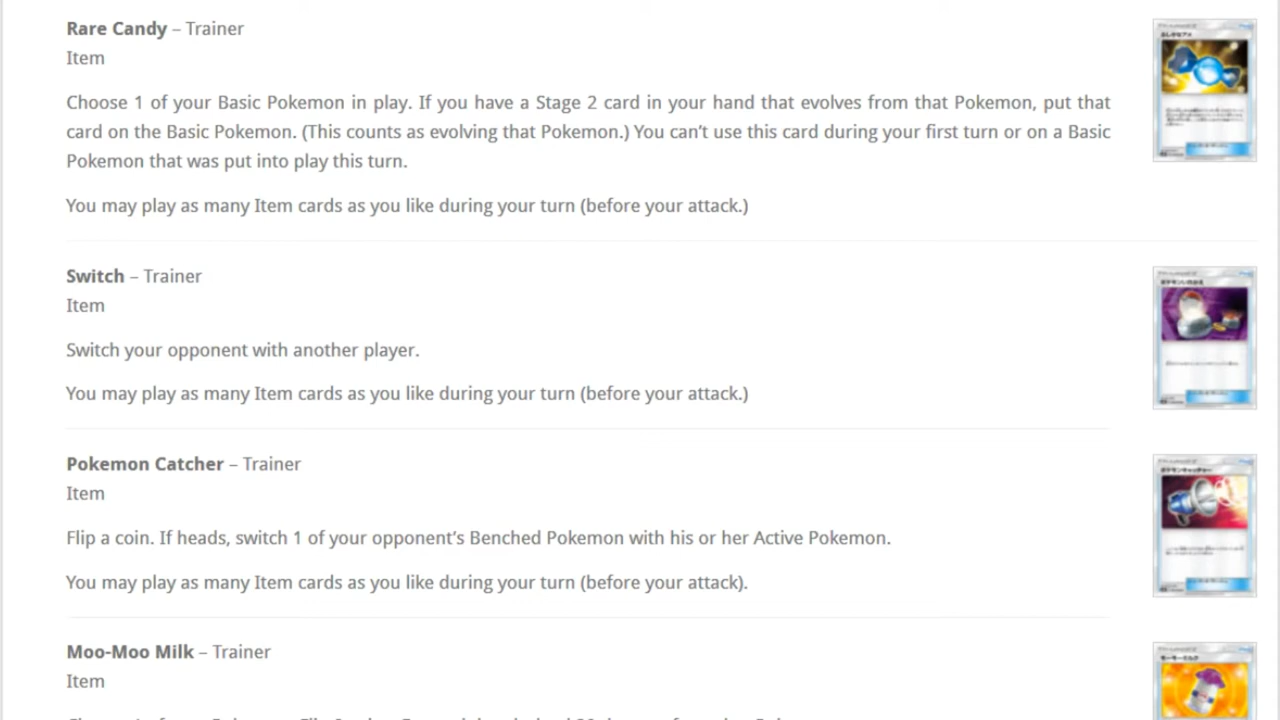 Rare Candy – Trainer
Item
Choose 1 of your Basic Pokemon in play. If you have a Stage 2 card in your hand that evolves from that Pokemon, put that
card on the Basic Pokemon. (This counts as evolving that Pokemon.) You can’t use this card during your first turn or on a Basic
Pokemon that was put into play this turn.
You may play as many Item cards as you like during your turn (before your attack.)
Switch – Trainer
Item
Switch your opponent with another player.
You may play as many Item cards as you like during your turn (before your attack.)
Pokemon Catcher – Trainer
Item
Flip a coin. If heads, switch 1 of your opponent’s Benched Pokemon with his or her Active Pokemon.
You may play as many Item cards as you like during your turn (before your attack).
Moo-Moo Milk – Trainer
Item